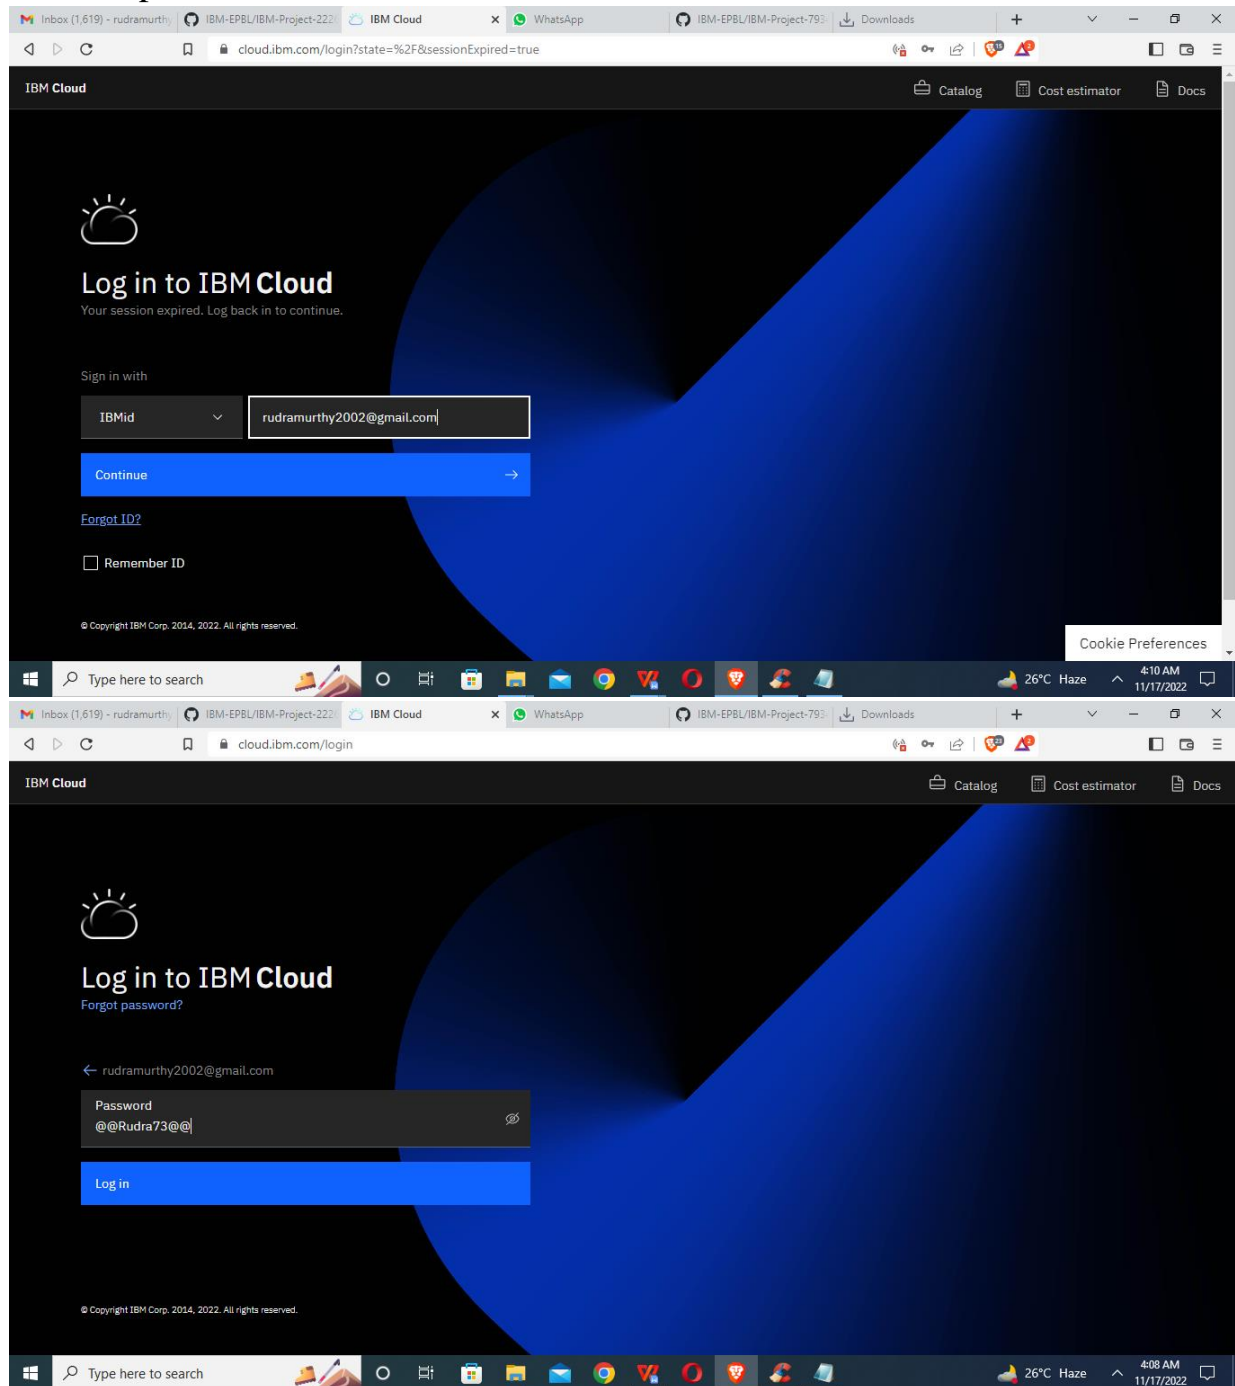 Inbox (1,619) - rudramurthy
IBM-EPBL/IBM-Project-222
IBM Cloud
WhatsApp
IBM-EPBL/IBM-Project-793
Downloads
cloud.ibm.com/login?state=%2F&sessionExpired=true
IBM Cloud
Catalog
Cost estimator
Docs
Log in to IBM Cloud
Your session expired. Log back in to continue.
Sign in with
IBMid
rudramurthy2002@gmail.com
Continue
Forgot ID?
Remember ID
© Copyright IBM Corp. 2014, 2022. All rights reserved.
Cookie Preferences
Type here to search
26°C Haze
4:10 AM
11/17/2022
Inbox (1,619) - rudramurthy
IBM-EPBL/IBM-Project-222
IBM Cloud
WhatsApp
IBM-EPBL/IBM-Project-793
Downloads
cloud.ibm.com/login
IBM Cloud
Catalog
Cost estimator
Docs
Log in to IBM Cloud
Forgot password?
rudramurthy2002@gmail.com
Password
@@Rudra73@@
Log in
© Copyright IBM Corp. 2014, 2022. All rights reserved.
Type here to search
26°C Haze
4:08 AM
11/17/2022